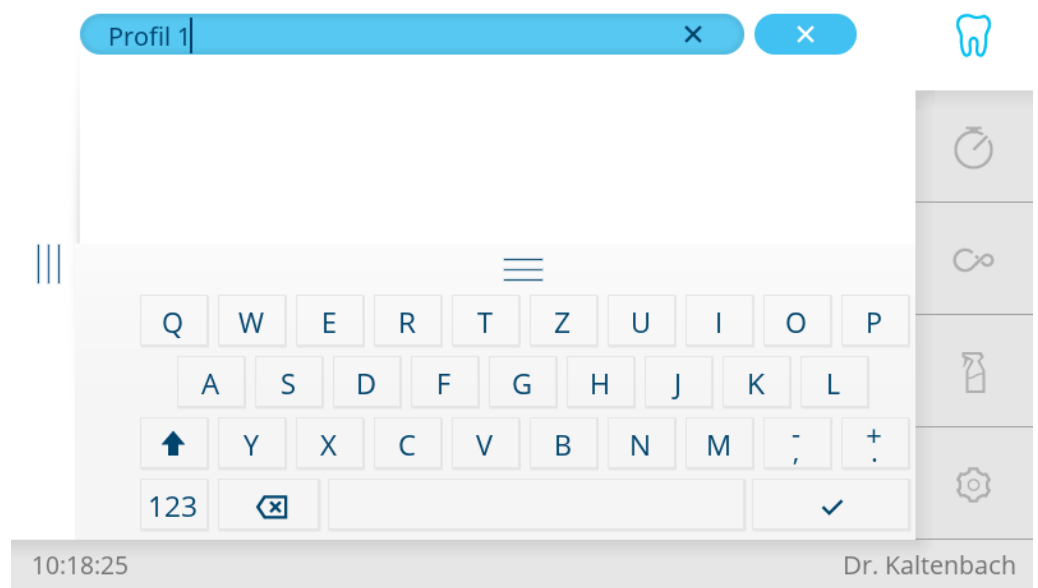 Profil 1
Q W E R T Z U I O P
A S D F G H J K L
Y X C V B N M - , + .
123
10:18:25 Dr. Kaltenbach